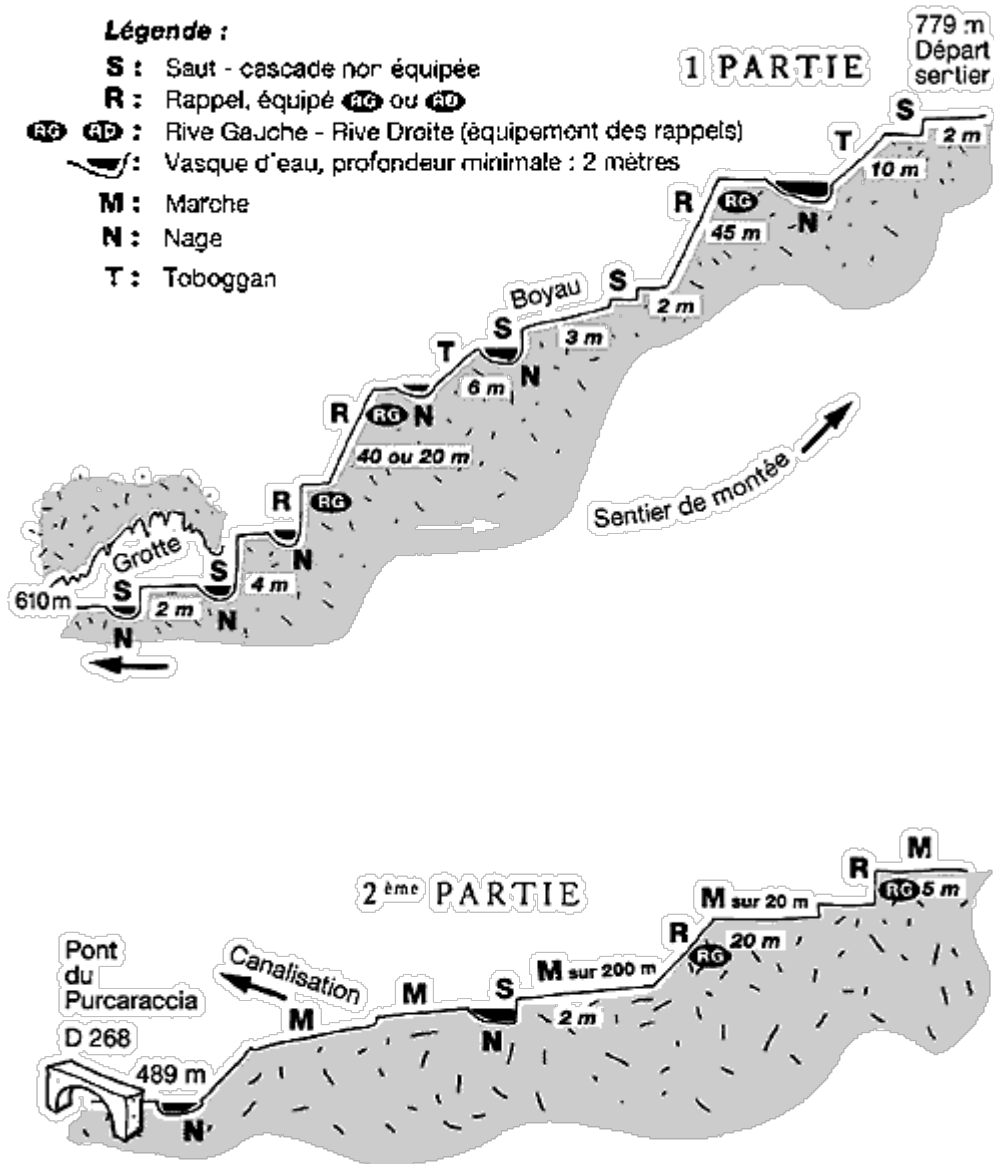 Légende :
S : Saut - cascade non équipée
R : Rappel, équipé RG ou RD
RG RD : Rive Gauche - Rive Droite (équipement des rappels)
: Vasque d'eau, profondeur minimale : 2 mètres
M : Marche
N : Nage
T : Toboggan
1 PARTIE
779 m
Départ
sentier
S
2 m
T
10 m
N
R
RG
45 m
S
2 m
Boyau
3 m
S
N
T
6 m
R
RG
N
40 ou 20 m
R
RG
N
Sentier de montée
Grotte
S
4 m
N
610 m
S
2 m
N
2ème PARTIE
M
R
RG 5 m
M sur 20 m
R
RG
20 m
M sur 200 m
S
2 m
N
M
Canalisation
M
Pont
du
Purcaraccia
D 268
489 m
N